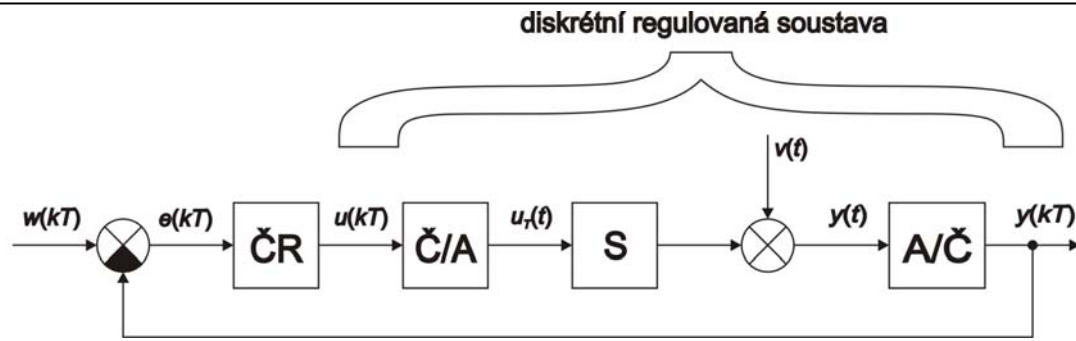 diskrétní regulovaná soustava
v(t)
w(kT) e(kT) ČR u(kT) Č/A u_T(t) S y(t) A/Č y(kT)